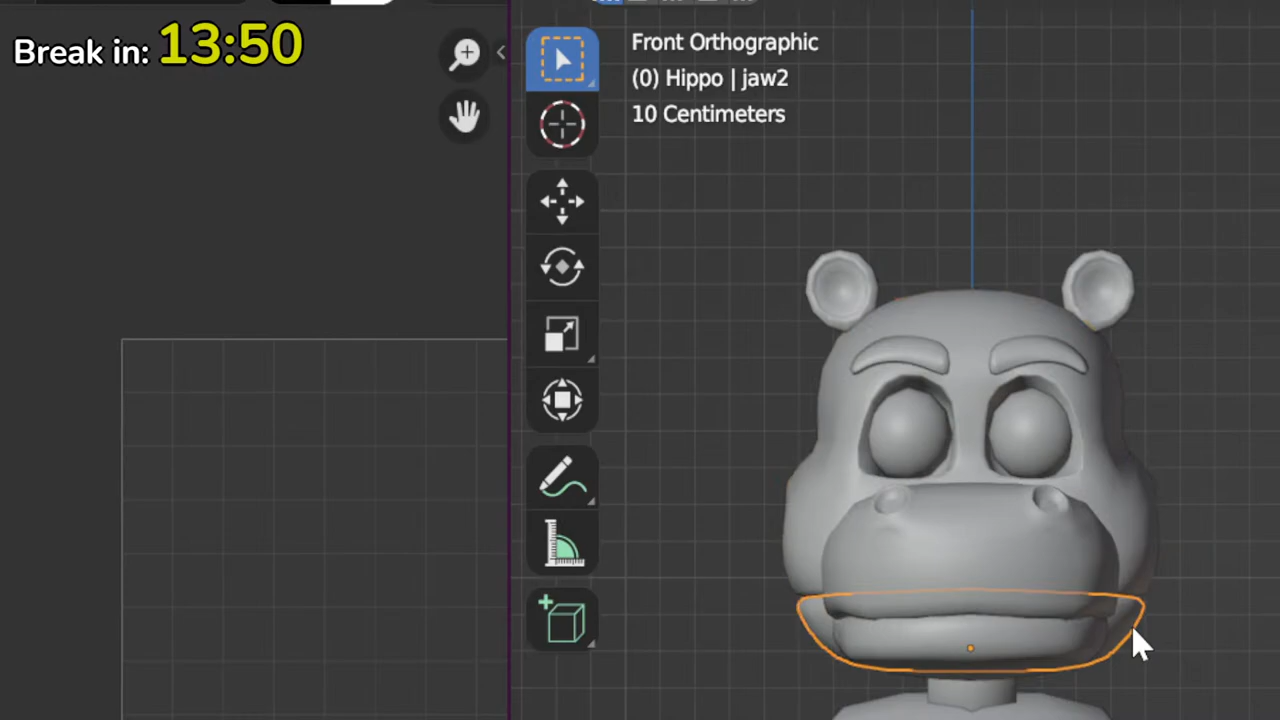 Break in: 13:50
Front Orthographic
(0) Hippo | jaw2
10 Centimeters